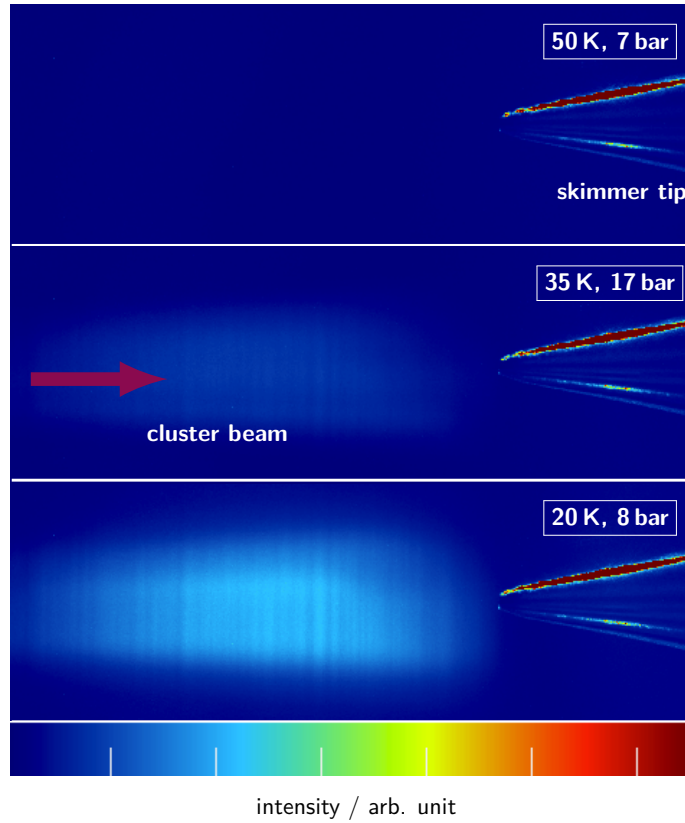 50 K, 7 bar
skimmer tip
35 K, 17 bar
cluster beam
20 K, 8 bar
intensity / arb. unit